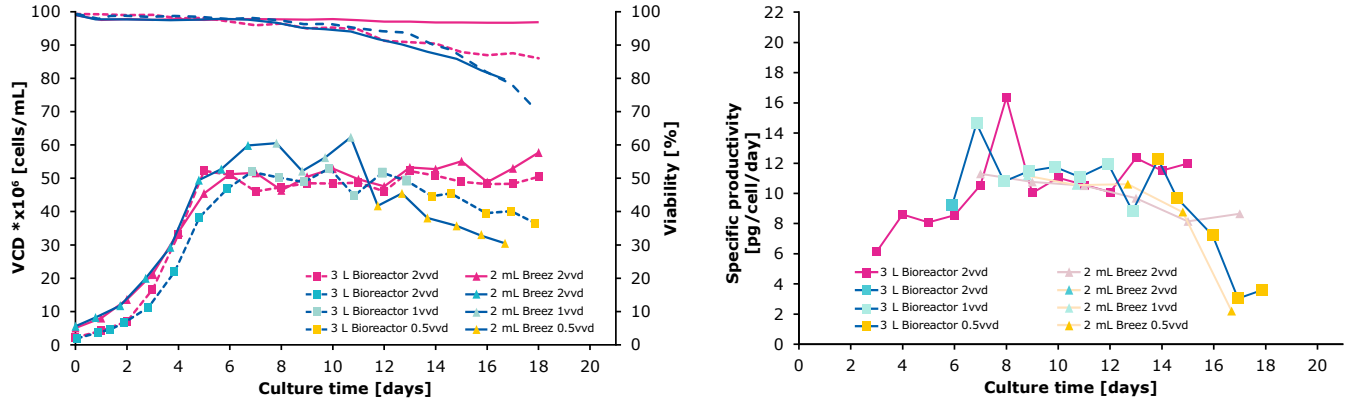 VCD *x10⁶ [cells/mL]
100
90
80
70
60
50
40
30
20
10
0
0 2 4 6 8 10 12 14 16 18 20
Culture time [days]
100
90
80
70
60
50
40
30
20
10
0
Viability [%]
3 L Bioreactor 2vvd
3 L Bioreactor 2vvd
3 L Bioreactor 1vvd
3 L Bioreactor 0.5vvd
2 mL Breez 2vvd
2 mL Breez 2vvd
2 mL Breez 1vvd
2 mL Breez 0.5vvd
Specific productivity
[pg/cell/day]
22
20
18
16
14
12
10
8
6
4
2
0
0 2 4 6 8 10 12 14 16 18 20
Culture time [days]
3 L Bioreactor 2vvd
3 L Bioreactor 2vvd
3 L Bioreactor 1vvd
3 L Bioreactor 0.5vvd
2 mL Breez 2vvd
2 mL Breez 2vvd
2 mL Breez 1vvd
2 mL Breez 0.5vvd